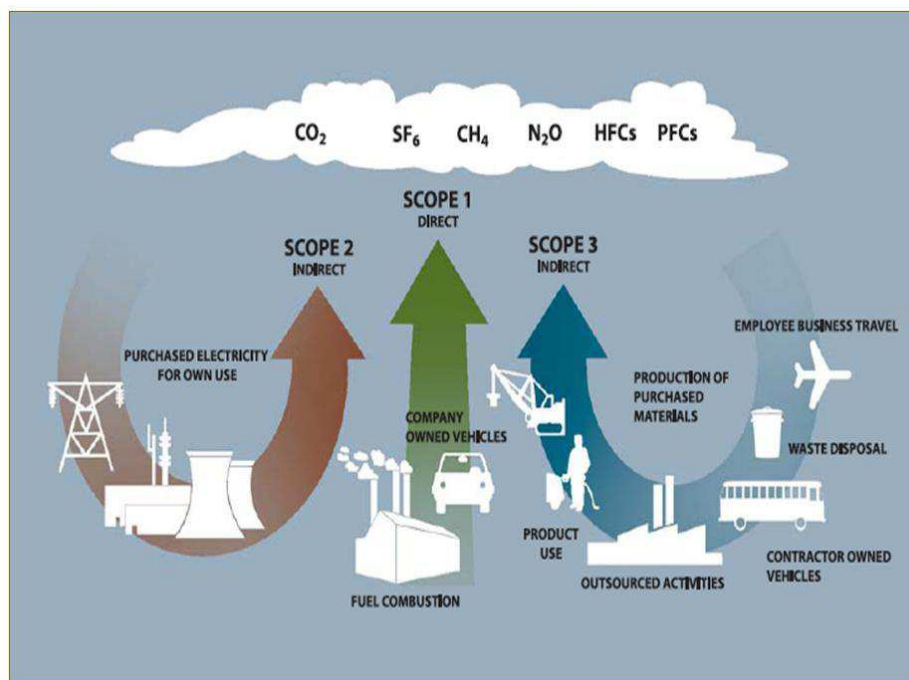 CO₂ SF₆ CH₄ N₂O HFCs PFCs
SCOPE 1
DIRECT
SCOPE 2
INDIRECT
SCOPE 3
INDIRECT
PURCHASED ELECTRICITY
FOR OWN USE
COMPANY
OWNED VEHICLES
FUEL COMBUSTION
EMPLOYEE BUSINESS TRAVEL
PRODUCTION OF
PURCHASED
MATERIALS
WASTE DISPOSAL
PRODUCT
USE
OUTSOURCED ACTIVITIES
CONTRACTOR OWNED
VEHICLES